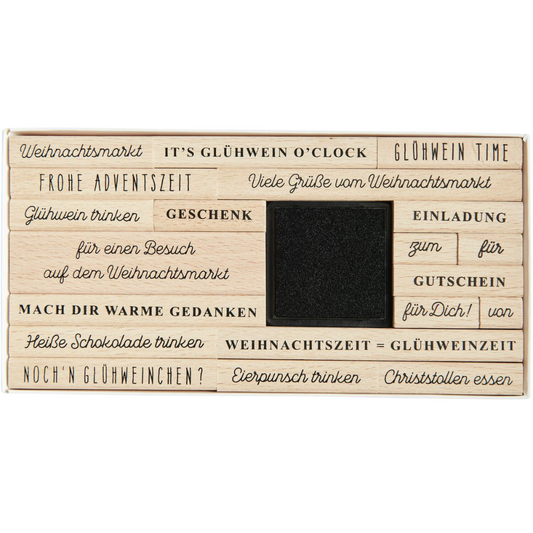 Weihnachtsmarkt
IT'S GLÜHWEIN O'CLOCK
GLÜHWEIN TIME
FROHE ADVENTSZEIT
Viele Grüße vom Weihnachtsmarkt
Glühwein trinken
GESCHENK
EINLADUNG
für einen Besuch
auf dem Weihnachtsmarkt
zum
für
GUTSCHEIN
MACH DIR WARME GEDANKEN
für Dich!
von
Heiße Schokolade trinken
WEIHNACHTSZEIT = GLÜHWEINZEIT
NOCH'N GLÜHWEINCHEN?
Eierpunsch trinken
Christstollen essen